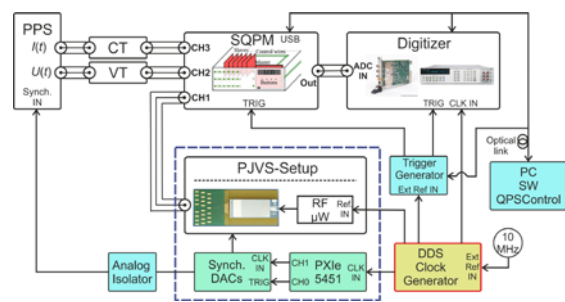 PPS
I(t)
U(t)
Synch.
IN
CT
VT
SQPM
USB
CH3
CH2
CH1
TRIG
Out
Digitizer
ADC
IN
TRIG
CLK IN
Optical
link
PC
SW
QPSControl
Trigger
Generator
Ext Ref IN
PJVS-Setup
RF
µW
Ref
IN
Analog
Isolator
Synch.
DACs
CLK
IN
TRIG
CH1
CH0
PXIe
5451
CLK
IN
DDS
Clock
Generator
Ext
Ref
IN
10
MHz